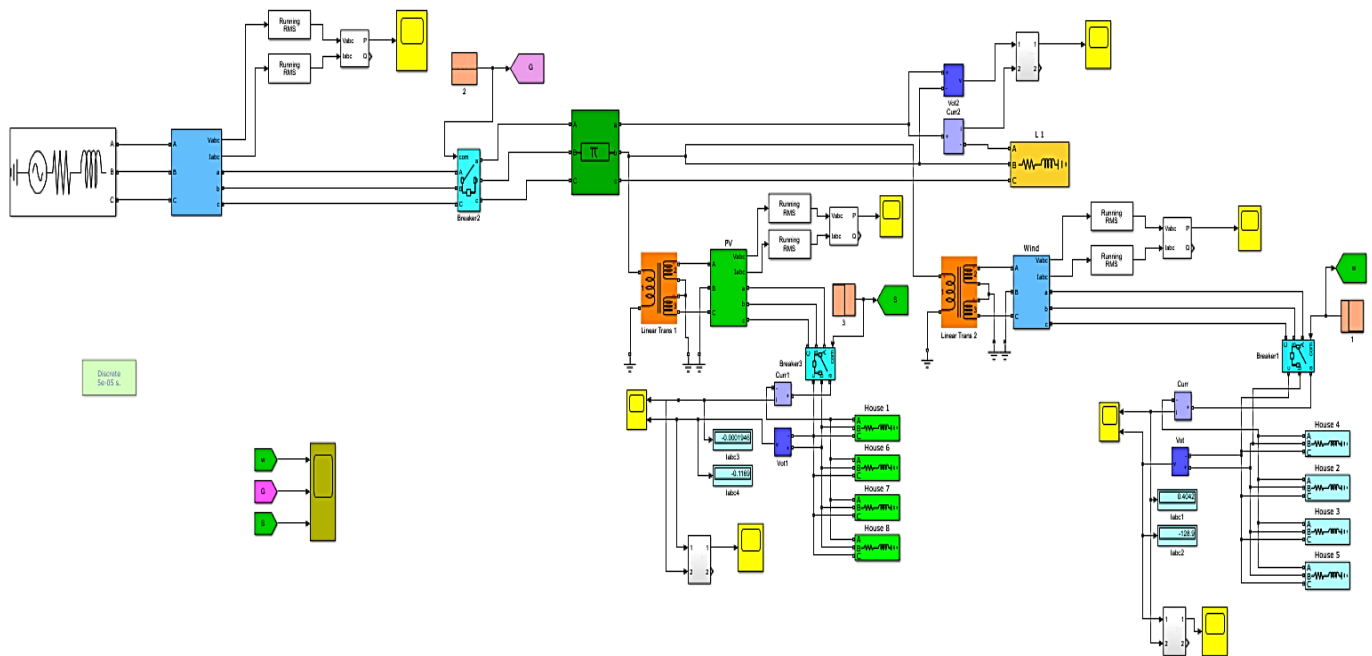 Running
RMS
Running
RMS
Vabc
Iabc
P
Q
2
G
A
B
C
A
B
C
Vabc
Iabc
a
b
c
com
A
B
C
a
b
c
Breaker2
A
B
C
π
a
b
c
Vol2
Curr2
1
2
1
2
L 1
A
B
C
PV
A
B
C
Vabc
Iabc
a
b
c
Running
RMS
Running
RMS
Vabc
Iabc
P
Q
Linear Trans 1
3
S
Breaker3
Wind
A
B
C
Vabc
Iabc
a
b
c
Running
RMS
Running
RMS
Vabc
Iabc
P
Q
Linear Trans 2
1
Breaker1
Discrete
5e-05 s.
G
S
Curr1
Vol1
-0.0001946
Iabc3
-0.1169
Iabc4
House 1
A
B
C
House 6
A
B
C
House 7
A
B
C
House 8
A
B
C
1
2
1
2
Curr
Vol
0.4042
Iabc1
-128.9
Iabc2
House 4
A
B
C
House 2
A
B
C
House 3
A
B
C
House 5
A
B
C
1
2
1
2